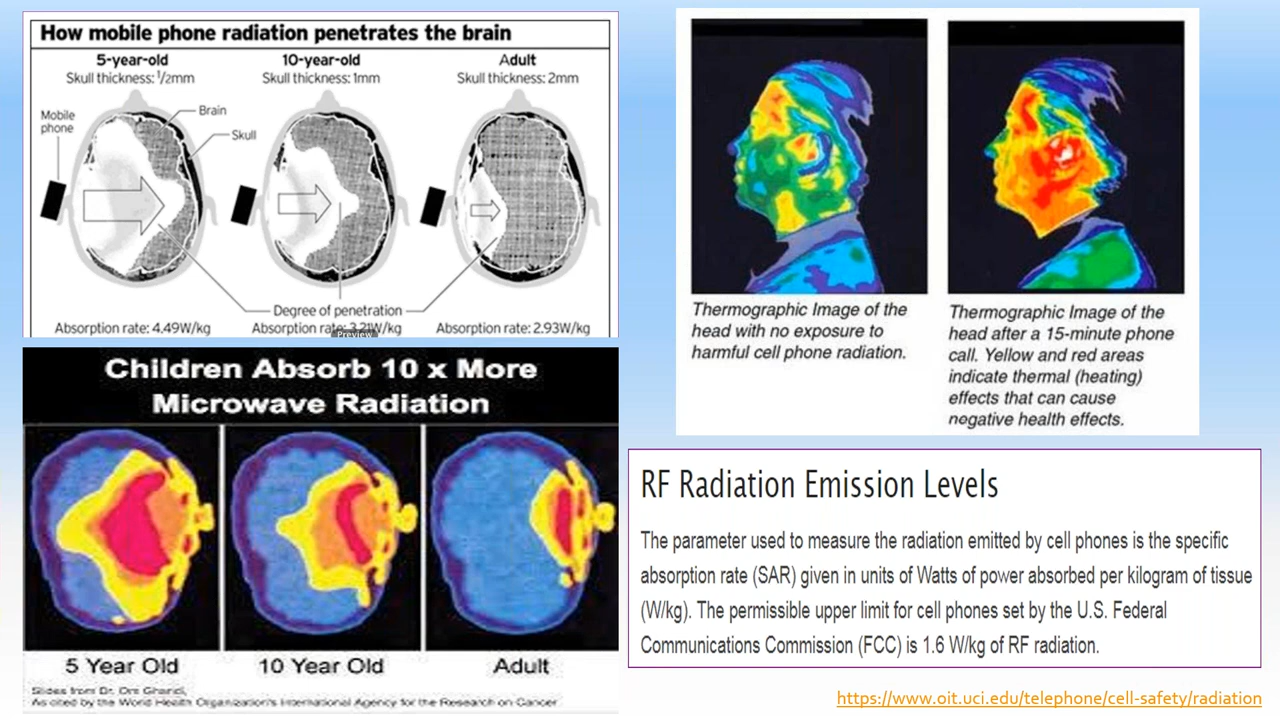 How mobile phone radiation penetrates the brain
5-year-old
Skull thickness: 1/2mm
10-year-old
Skull thickness: 1mm
Adult
Skull thickness: 2mm
Mobile
phone
Brain
Skull
Degree of penetration
Absorption rate: 4.49W/kg
Absorption rate: 3.21W/kg
Absorption rate: 2.93W/kg
Preview
Children Absorb 10 x More
Microwave Radiation
5 Year Old
10 Year Old
Adult
Slides from Dr. Om Ghandi,
As cited by the World Health Organization's International Agency for the Research on Cancer
Thermographic Image of the
head with no exposure to
harmful cell phone radiation.
Thermographic Image of the
head after a 15-minute phone
call. Yellow and red areas
indicate thermal (heating)
effects that can cause
negative health effects.
RF Radiation Emission Levels
The parameter used to measure the radiation emitted by cell phones is the specific
absorption rate (SAR) given in units of Watts of power absorbed per kilogram of tissue
(W/kg). The permissible upper limit for cell phones set by the U.S. Federal
Communications Commission (FCC) is 1.6 W/kg of RF radiation.
https://www.oit.uci.edu/telephone/cell-safety/radiation